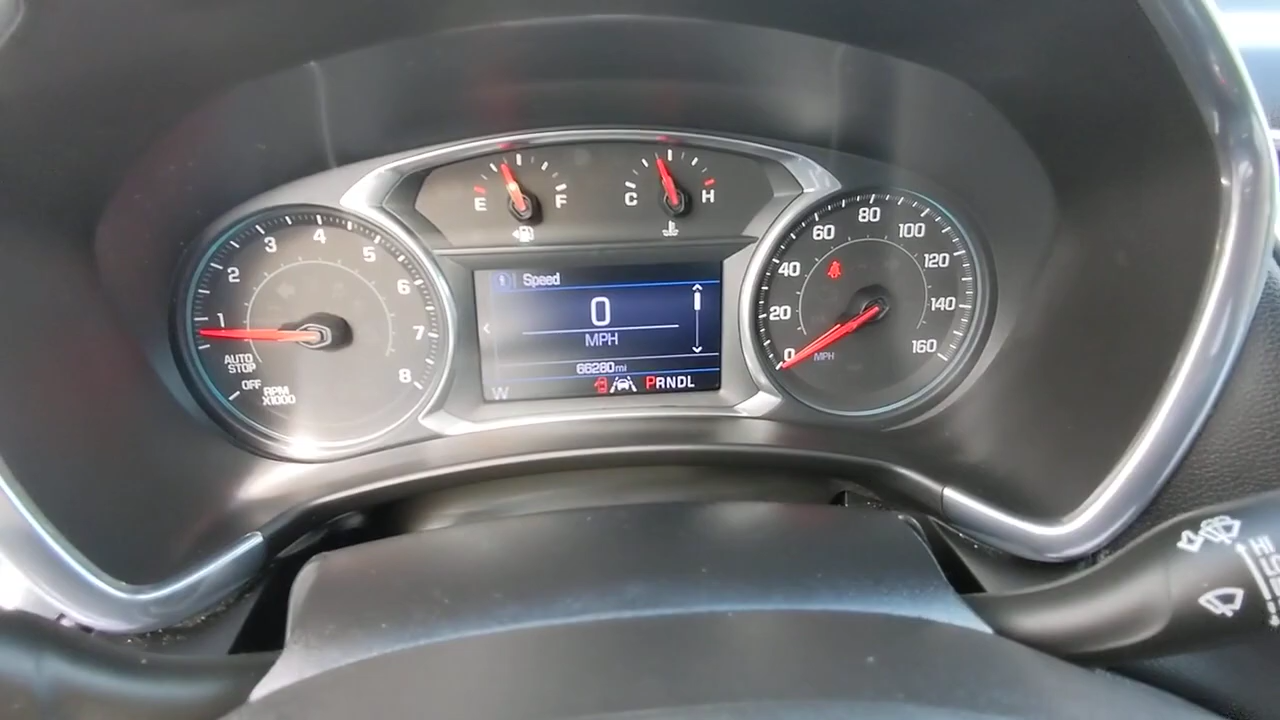 E F
C H
1 2 3 4 5 6 7 8
AUTO
STOP
OFF
RPM
X1000
Speed
0
MPH
66280 mi
W
PRNDL
0 20 40 60 80 100 120 140 160
MPH
HI